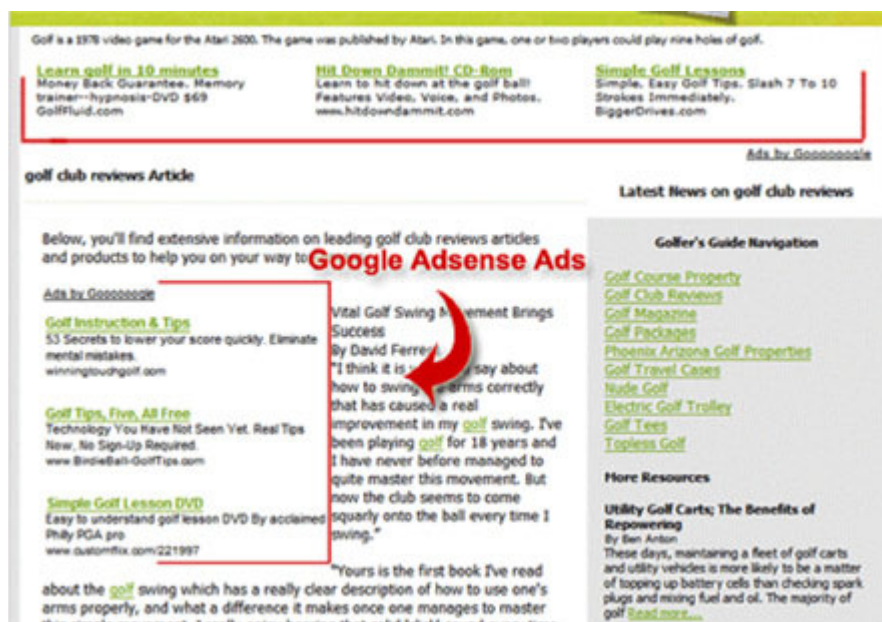 Golf is a 1978 video game for the Atari 2600. The game was published by Atari. In this game, one or two players could play nine holes of golf.
Learn golf in 10 minutes
Money Back Guarantee. Memory
trainer--hypnosis-DVD $69
GolfFluid.com
Hit Down Dammit! CD-Rom
Learn to hit down at the golf ball!
Features Video, Voice, and Photos.
www.hitdowndammit.com
Simple Golf Lessons
Simple, Easy Golf Tips. Slash 7 To 10
Strokes Immediately.
BiggerDrives.com
Ads by Goooooogle
golf club reviews Article
Below, you'll find extensive information on leading golf club reviews articles
and products to help you on your way to
Google Adsense Ads
Ads by Goooooogle
Golf Instruction & Tips
53 Secrets to lower your score quickly. Eliminate
mental mistakes.
winningtouchgolf.com
Golf Tips, Five, All Free
Technology You Have Not Seen Yet. Real Tips
Now, No Sign-Up Required.
www.BirdieBall-GolfTips.com
Simple Golf Lesson DVD
Easy to understand golf lesson DVD By acclaimed
Philly PGA pro
www.customflix.com/221997
Vital Golf Swing Movement Brings
Success
By David
"I think it is say about
how to swing arms correctly
that has caused a real
improvement in my golf swing. I've
been playing golf for 18 years and
I have never before managed to
quite master this movement. But
now the club seems to come
squarly onto the ball every time I
swing."
"Yours is the first book I've read
about the golf swing which has a really clear description of how to use one's
arms properly, and what a difference it makes once one manages to master
Latest News on golf club reviews
Golfer's Guide Navigation
Golf Course Property
Golf Club Reviews
Golf Magazine
Golf Packages
Phoenix Arizona Golf Properties
Golf Travel Cases
Nude Golf
Electric Golf Trolley
Golf Tees
Topless Golf
More Resources
Utility Golf Carts; The Benefits of
Repowering
By Ben Anton
These days, maintaining a fleet of golf carts
and utility vehicles is more likely to be a matter
of topping up battery cells than checking spark
plugs and mixing fuel and oil. The majority of
golf Read more...